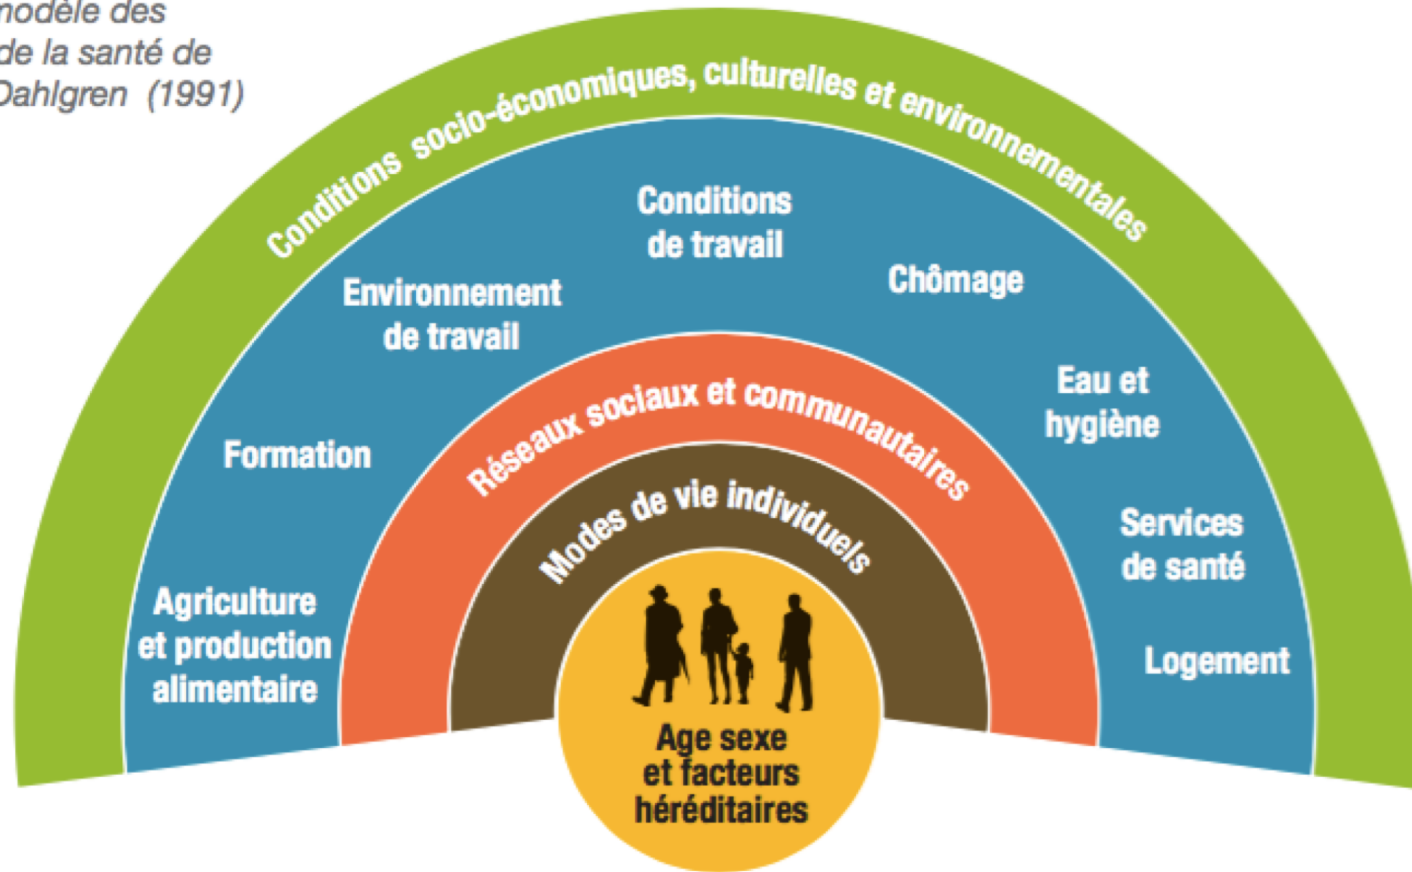 modèle des
de la santé de
Dahlgren (1991)
Conditions socio-économiques, culturelles et environnementales
Conditions
de travail
Environnement
de travail
Chômage
Formation
Eau et
hygiène
Agriculture
et production
alimentaire
Services
de santé
Logement
Réseaux sociaux et communautaires
Modes de vie individuels
Age sexe
et facteurs
héréditaires